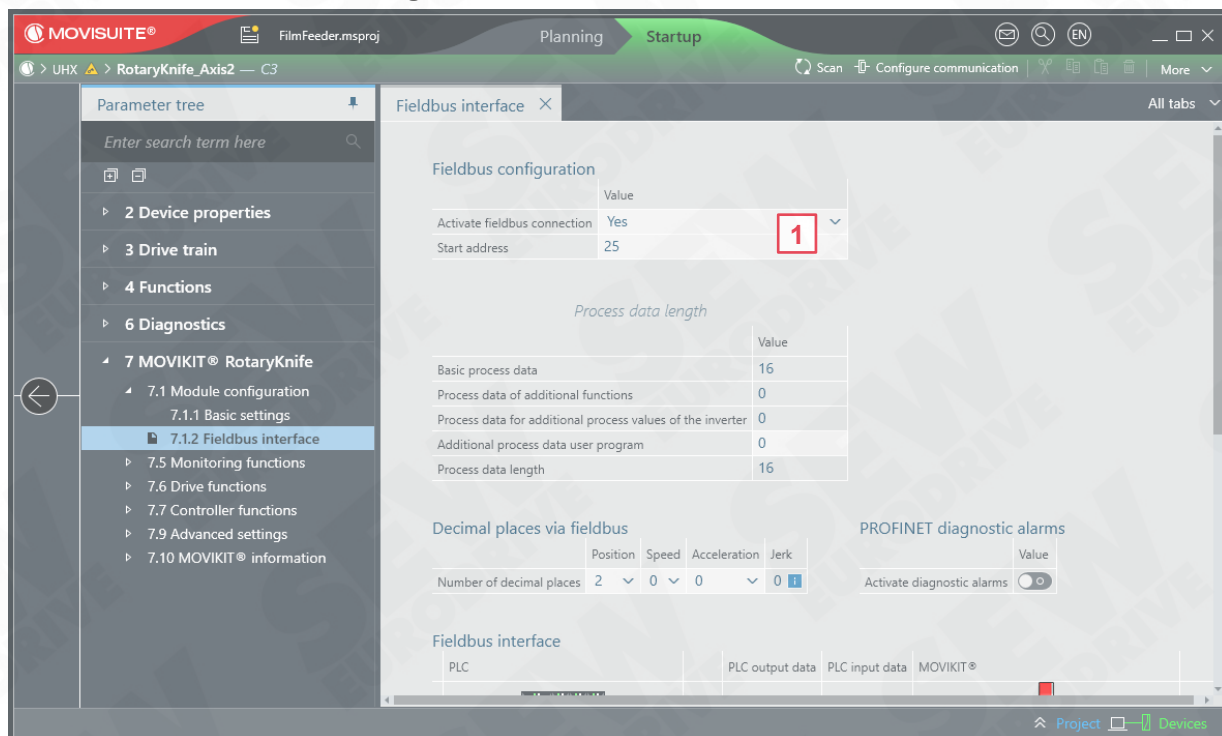 MOVISUITE® FilmFeeder.msproj Planning Startup EN
> UHX > RotaryKnife_Axis2 — C3 Scan Configure communication More
Parameter tree
Enter search term here
2 Device properties
3 Drive train
4 Functions
6 Diagnostics
7 MOVIKIT® RotaryKnife
7.1 Module configuration
7.1.1 Basic settings
7.1.2 Fieldbus interface
7.5 Monitoring functions
7.6 Drive functions
7.7 Controller functions
7.9 Advanced settings
7.10 MOVIKIT® information
Fieldbus interface All tabs
Fieldbus configuration
Value
Activate fieldbus connection Yes
1
Start address 25
Process data length
Value
Basic process data 16
Process data of additional functions 0
Process data for additional process values of the inverter 0
Additional process data user program 0
Process data length 16
Decimal places via fieldbus
Position Speed Acceleration Jerk
Number of decimal places 2 0 0 0
PROFINET diagnostic alarms
Value
Activate diagnostic alarms
Fieldbus interface
PLC PLC output data PLC input data MOVIKIT®
Project Devices
SEW
EURODRIVE